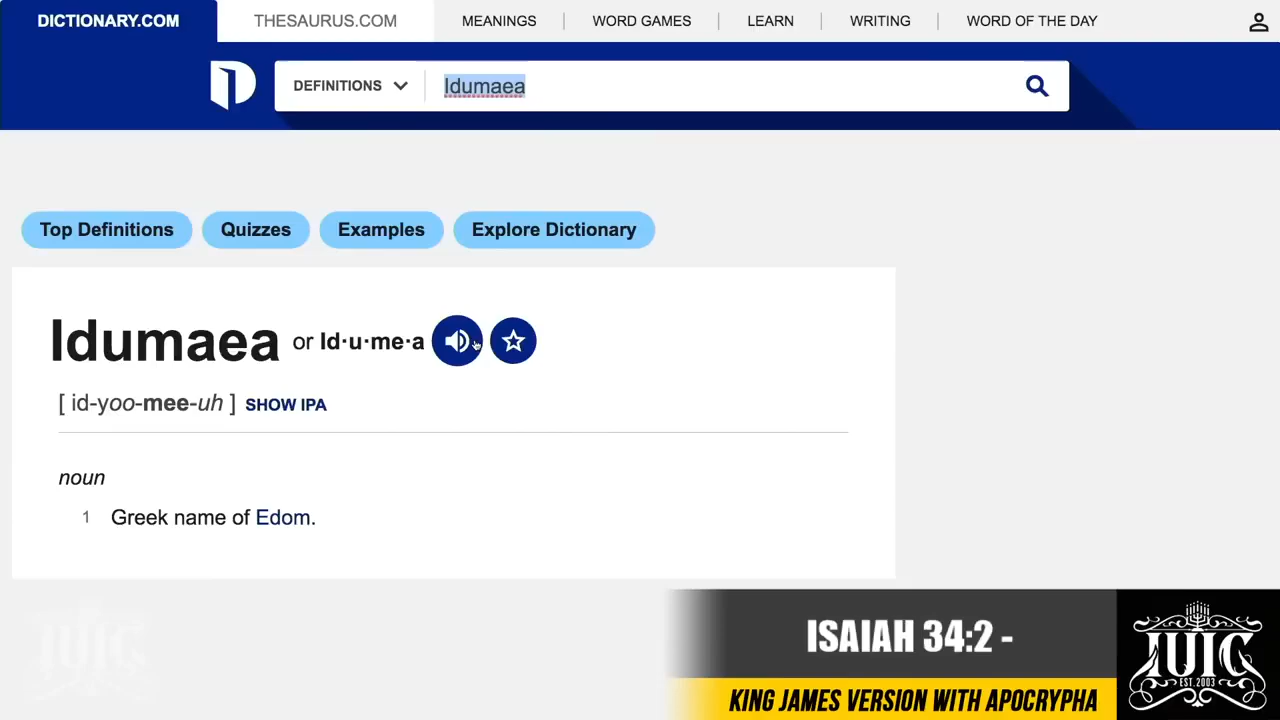 DICTIONARY.COM
THESAURUS.COM
MEANINGS
WORD GAMES
LEARN
WRITING
WORD OF THE DAY
DEFINITIONS
Idumaea
Top Definitions
Quizzes
Examples
Explore Dictionary
Idumaea or Id·u·me·a
[ id-yoo-mee-uh ] SHOW IPA
noun
1 Greek name of Edom.
ISAIAH 34:2 -
KING JAMES VERSION WITH APOCRYPHA
IUIC
EST. 2003
IUIC